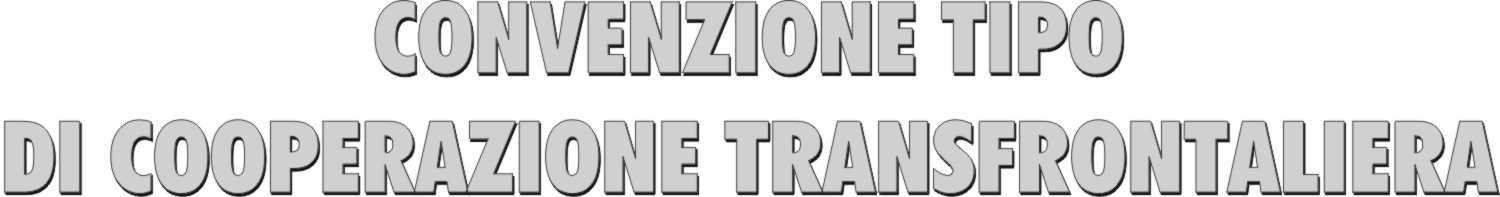 CONVENZIONE TIPO
DI COOPERAZIONE TRANSFRONTALIERA